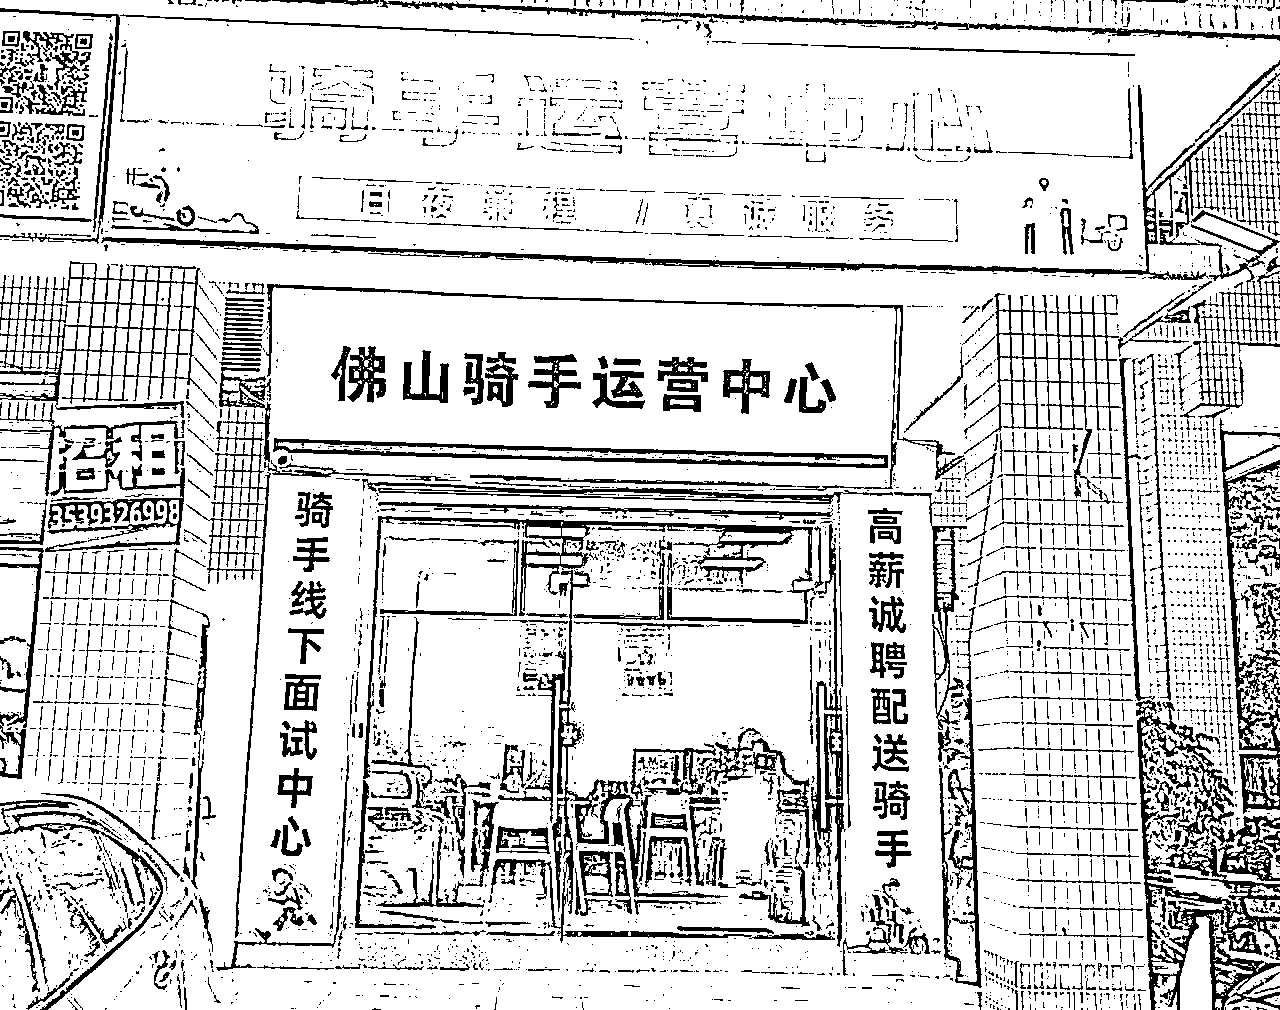 骑手运营中心
日夜兼程 // 真诚服务
佛山骑手运营中心
招租
3539326998
骑手线下面试中心
高薪诚聘配送骑手